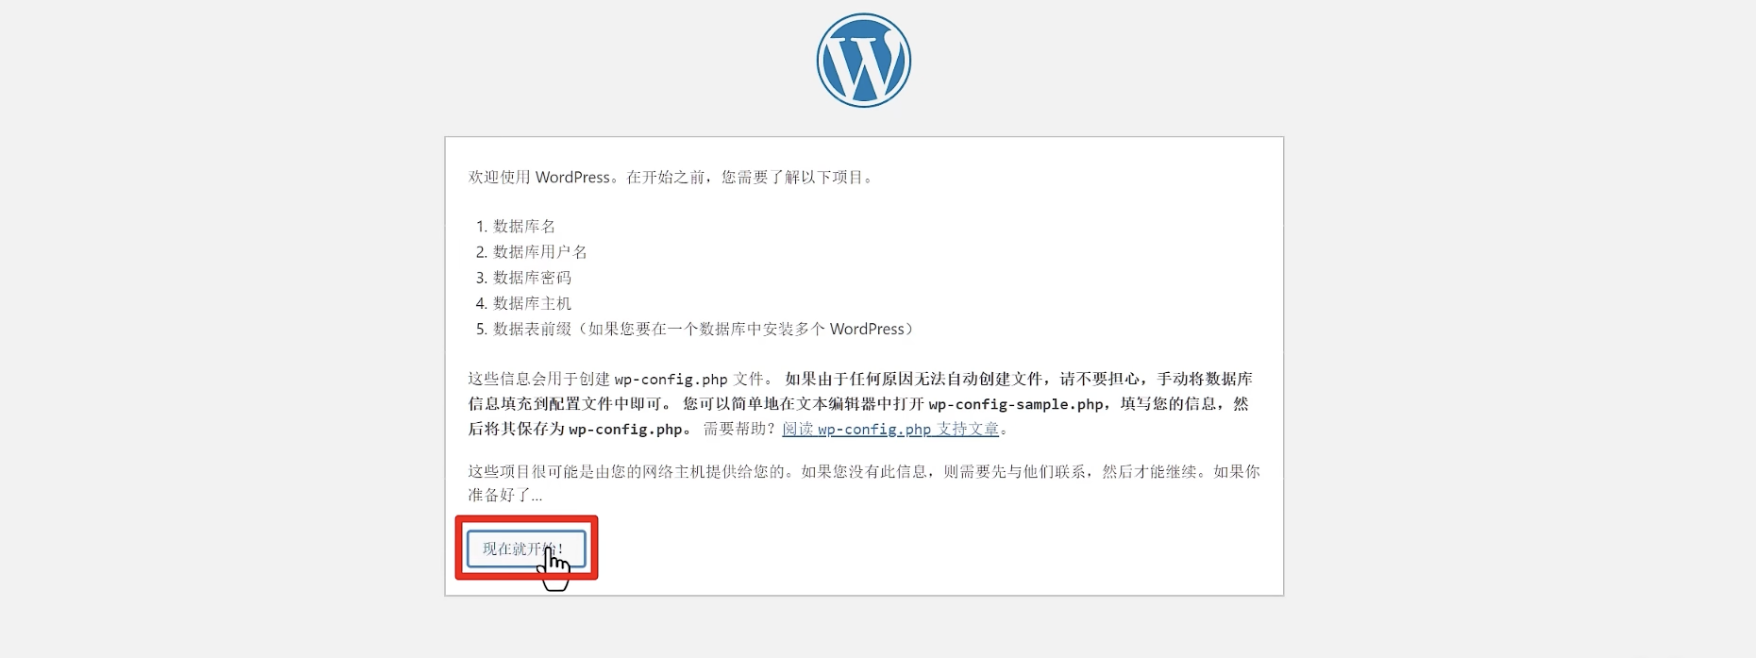 欢迎使用 WordPress。在开始之前，您需要了解以下项目。
1. 数据库名
2. 数据库用户名
3. 数据库密码
4. 数据库主机
5. 数据表前缀（如果您要在一个数据库中安装多个 WordPress）
这些信息会用于创建 wp-config.php 文件。 如果由于任何原因无法自动创建文件，请不要担心，手动将数据库
信息填充到配置文件中即可。 您可以简单地在文本编辑器中打开 wp-config-sample.php，填写您的信息，然
后将其保存为 wp-config.php。 需要帮助？阅读 wp-config.php 支持文章。
这些项目很可能是由您的网络主机提供给您的。如果您没有此信息，则需要先与他们联系，然后才能继续。如果你
准备好了...
现在就开始！